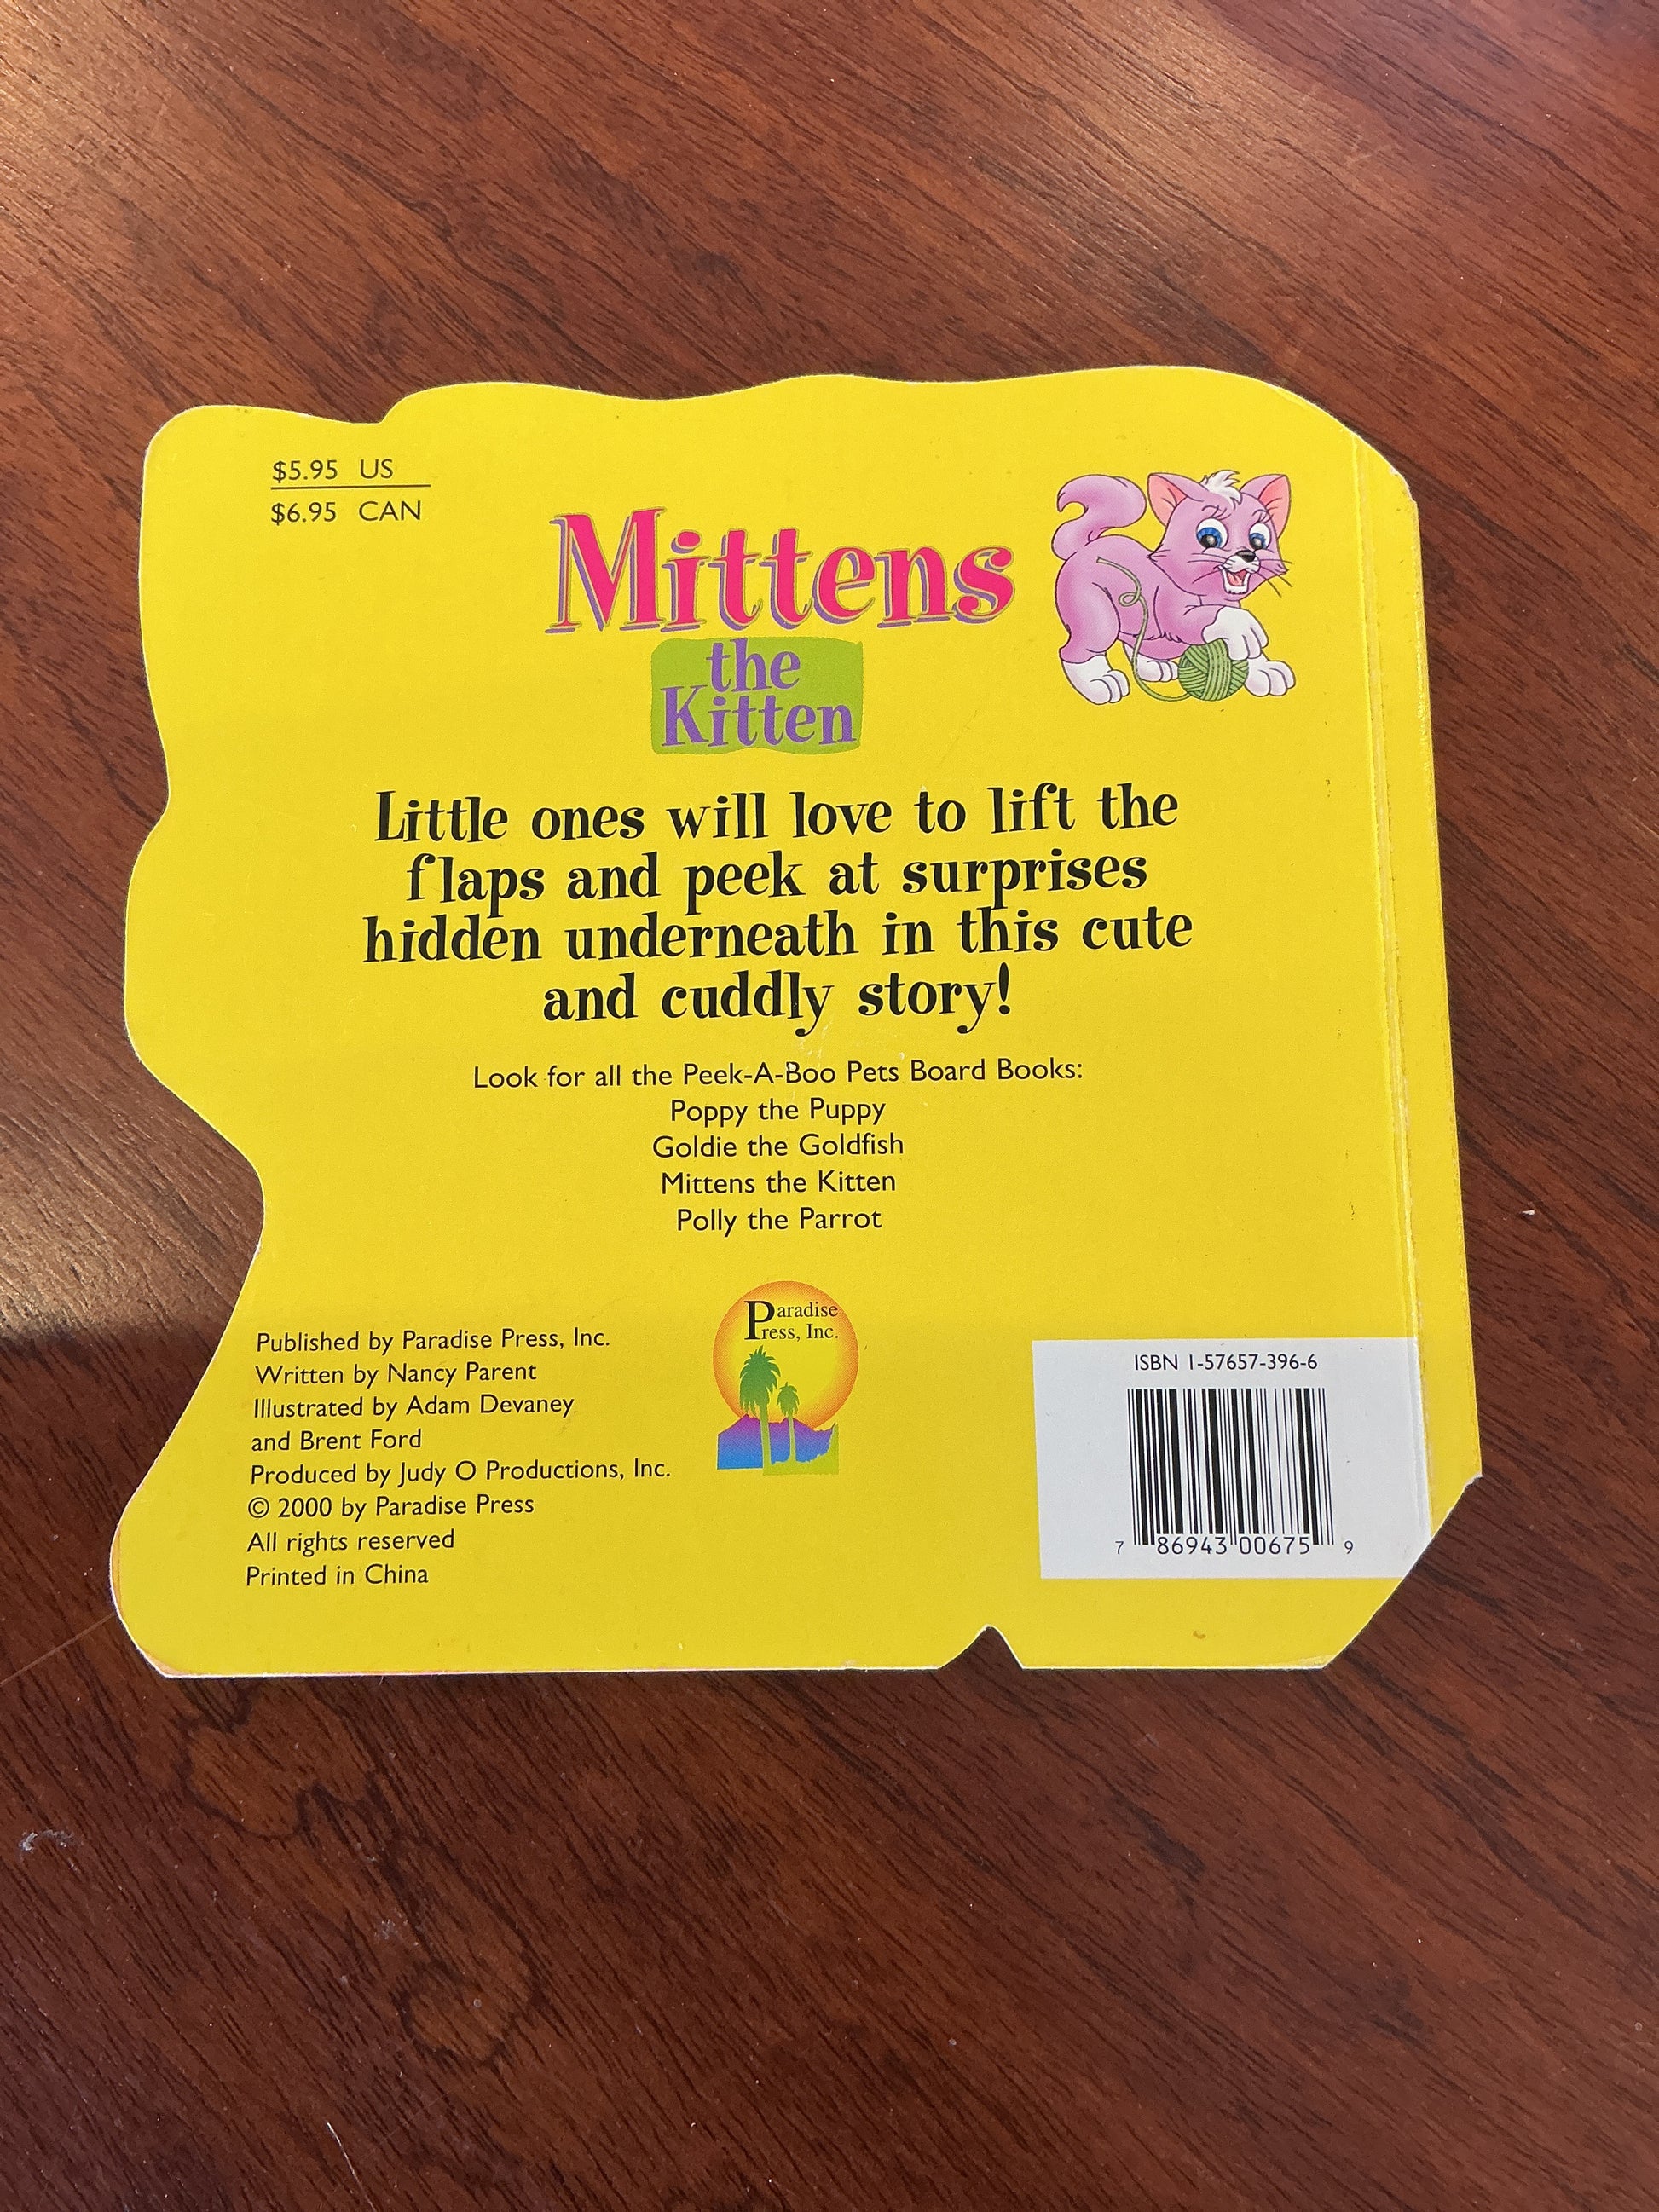 $5.95 US
$6.95 CAN
Mittens
the
Kitten
Little ones will love to lift the
flaps and peek at surprises
hidden underneath in this cute
and cuddly story!
Look for all the Peek-A-Boo Pets Board Books:
Poppy the Puppy
Goldie the Goldfish
Mittens the Kitten
Polly the Parrot
Published by Paradise Press, Inc.
Written by Nancy Parent
Illustrated by Adam Devaney
and Brent Ford
Produced by Judy O Productions, Inc.
© 2000 by Paradise Press
All rights reserved
Printed in China
Paradise
Press, Inc.
ISBN 1-57657-396-6
7 86943 00675 9